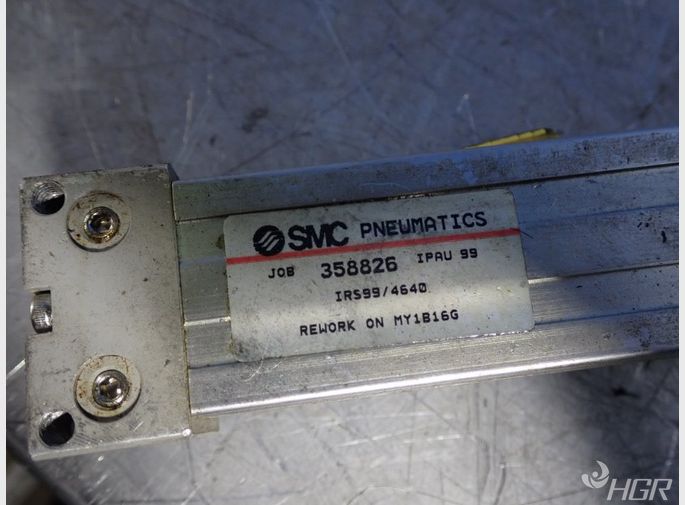 SMC PNEUMATICS
JOB 358826 IPAU 99
IRS99/4640
REWORK ON MY1B16G
HGR